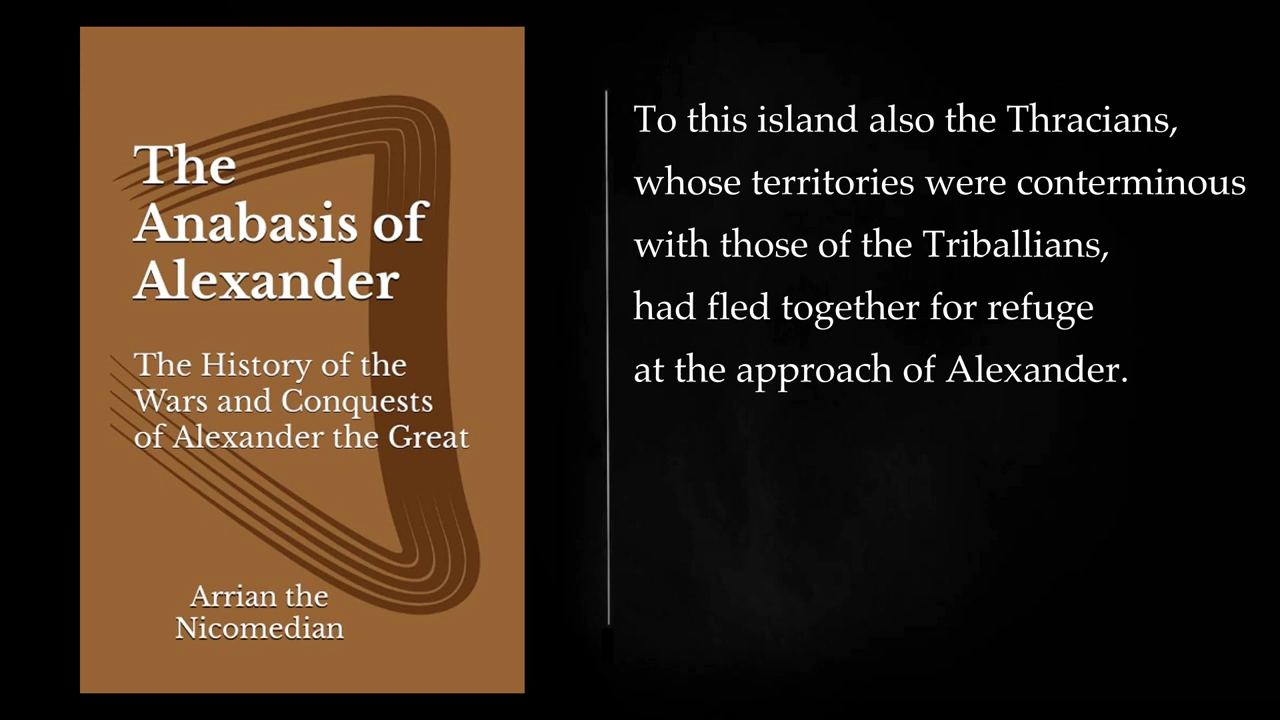 The
Anabasis of
Alexander
The History of the
Wars and Conquests
of Alexander the Great
Arrian the
Nicomedian
To this island also the Thracians,
whose territories were conterminous
with those of the Triballians,
had fled together for refuge
at the approach of Alexander.